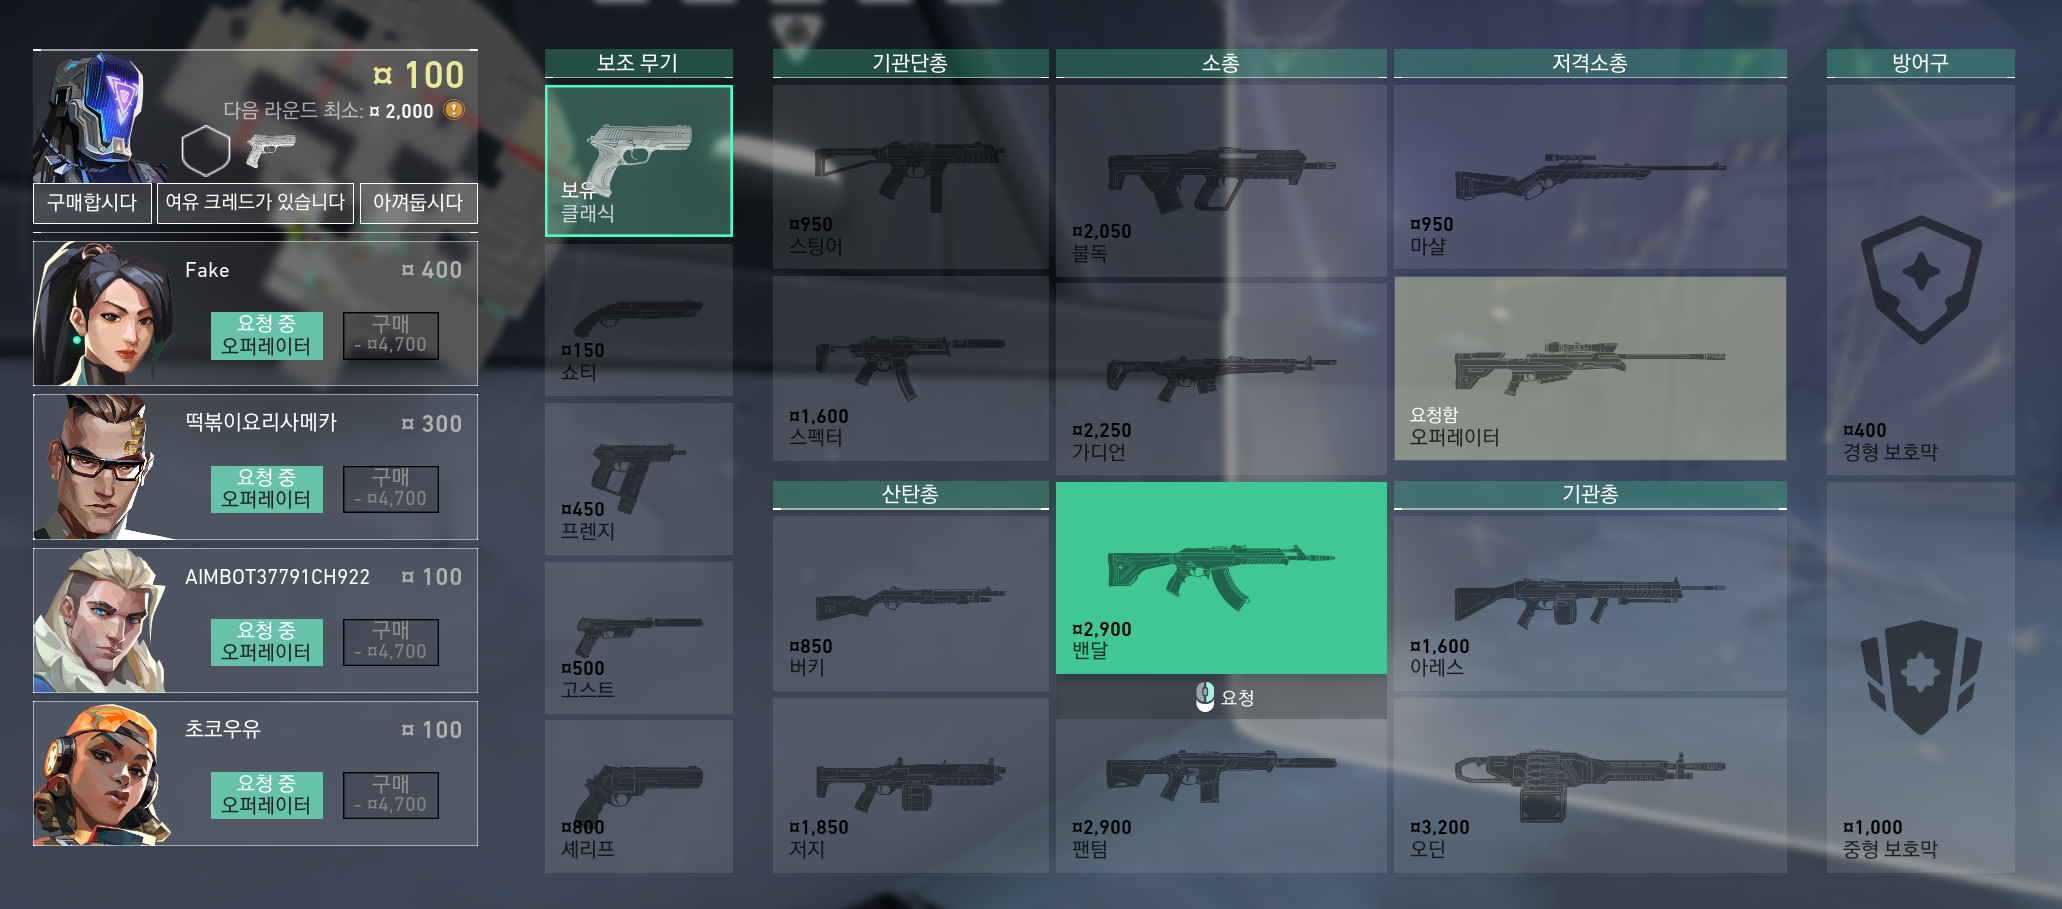 ¤ 100
다음 라운드 최소: ¤ 2,000
구매합시다
여유 크레드가 있습니다
아껴둡시다
Fake
¤ 400
요청 중
오퍼레이터
구매
- ¤4,700
떡볶이요리사메카
¤ 300
요청 중
오퍼레이터
구매
- ¤4,700
AIMBOT37791CH922
¤ 100
요청 중
오퍼레이터
구매
- ¤4,700
초코우유
¤ 100
요청 중
오퍼레이터
구매
- ¤4,700
보조 무기
보유
클래식
¤150
쇼티
¤450
프렌지
¤500
고스트
¤800
셰리프
기관단총
¤950
스팅어
¤1,600
스펙터
산탄총
¤850
버키
¤1,850
저지
소총
¤2,050
불독
¤2,250
가디언
¤2,900
밴달
요청
¤2,900
팬텀
저격소총
¤950
마샬
요청함
오퍼레이터
기관총
¤1,600
아레스
¤3,200
오딘
방어구
¤400
경형 보호막
¤1,000
중형 보호막